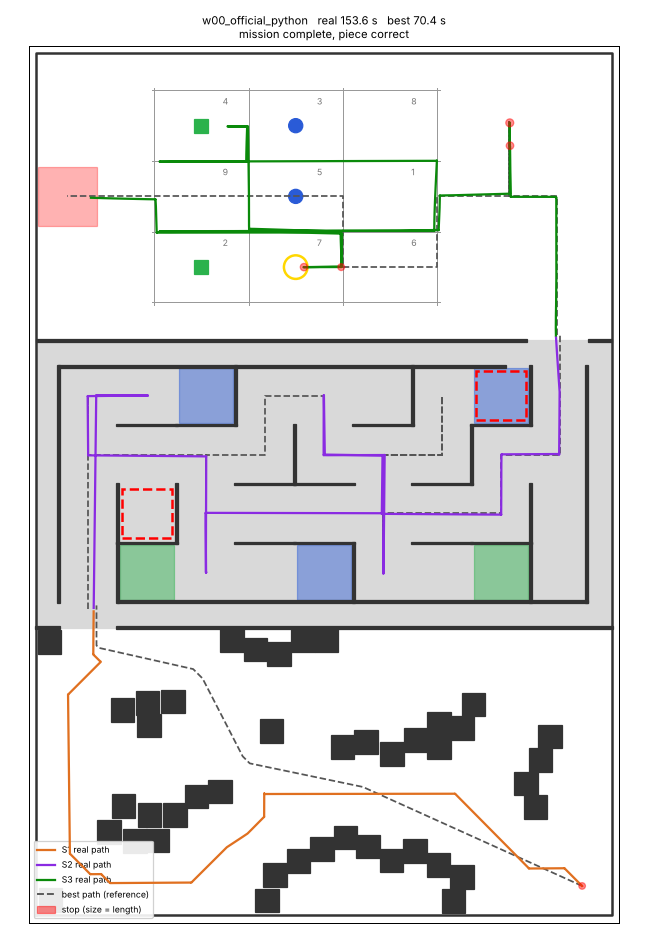 w00_official_python real 153.6 s best 70.4 s
mission complete, piece correct
4 3 8
9 5 1
2 7 6
S1 real path
S2 real path
S3 real path
best path (reference)
stop (size = length)